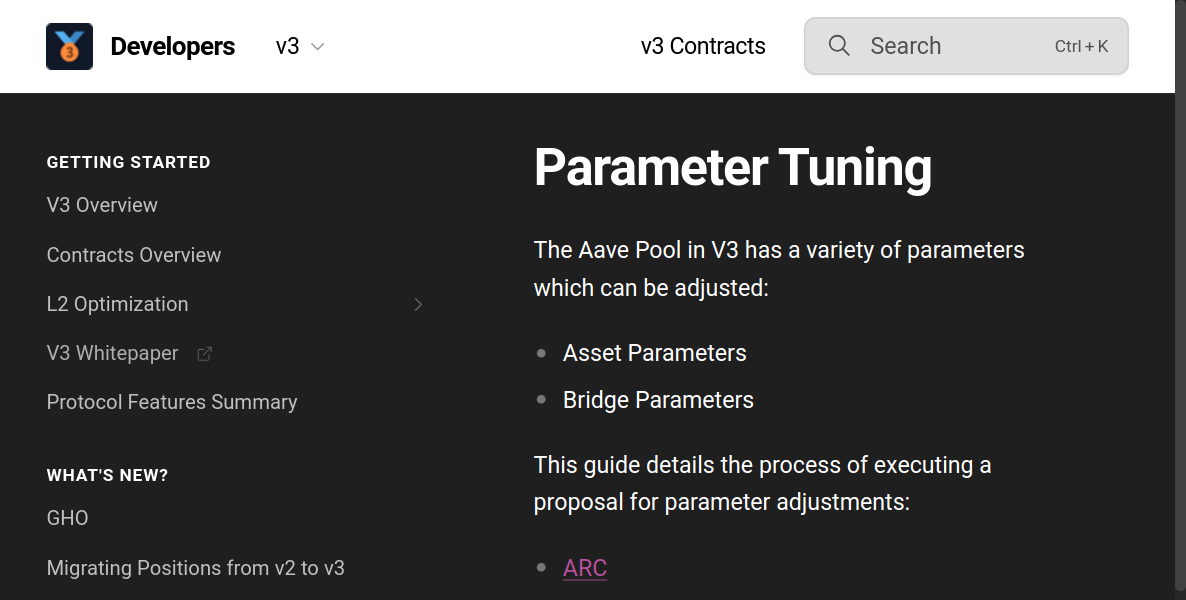 3
Developers
v3
v3 Contracts
Search
Ctrl + K
GETTING STARTED
V3 Overview
Contracts Overview
L2 Optimization
V3 Whitepaper
Protocol Features Summary
WHAT'S NEW?
GHO
Migrating Positions from v2 to v3
Parameter Tuning
The Aave Pool in V3 has a variety of parameters
which can be adjusted:
Asset Parameters
Bridge Parameters
This guide details the process of executing a
proposal for parameter adjustments:
ARC